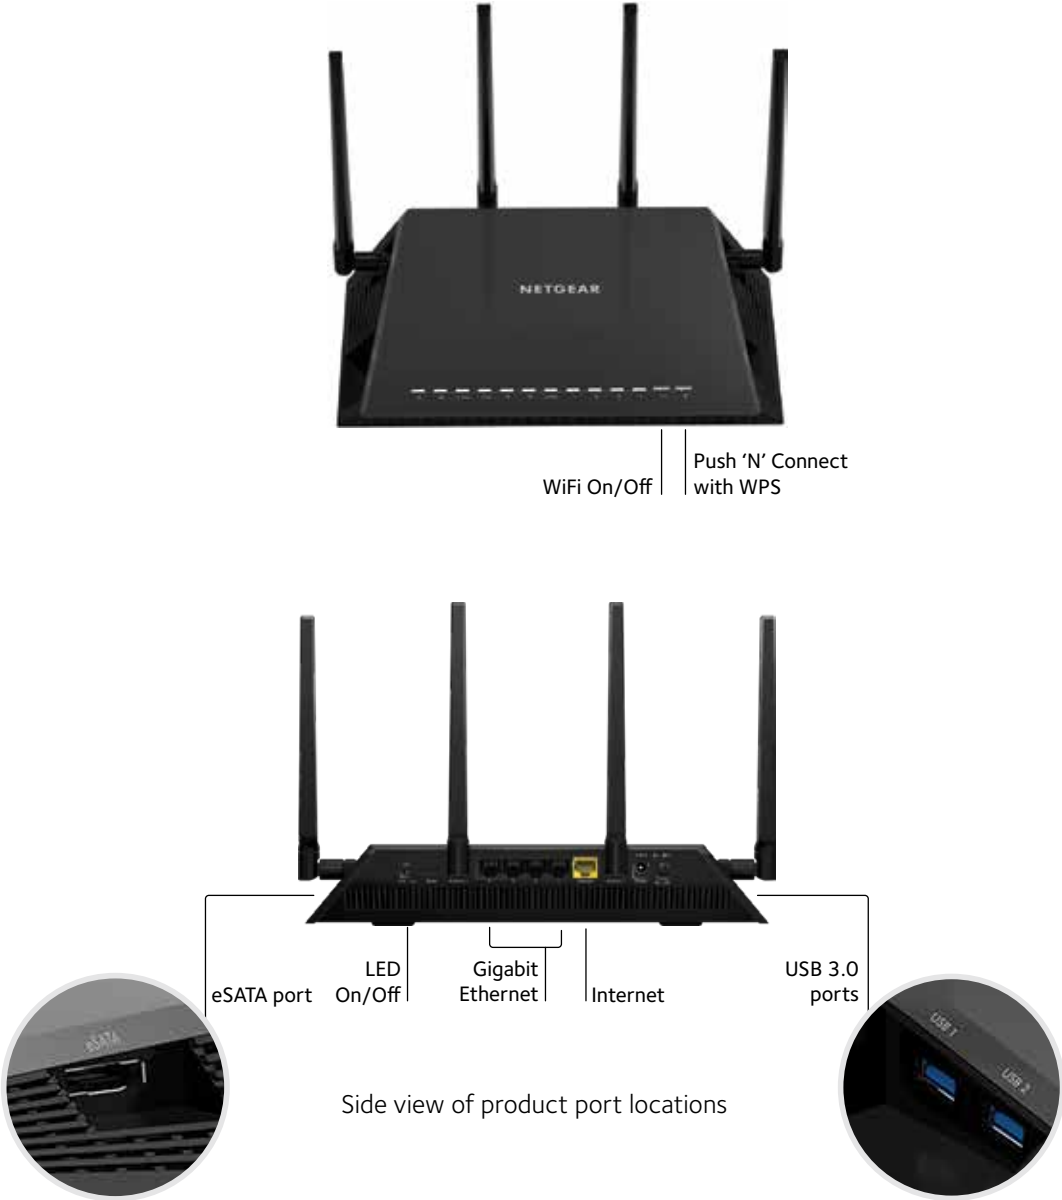 NETGEAR
WiFi On/Off
Push ‘N’ Connect
with WPS
eSATA port
LED
On/Off
Gigabit
Ethernet
Internet
USB 3.0
ports
eSATA
USB 1
USB 2
Side view of product port locations